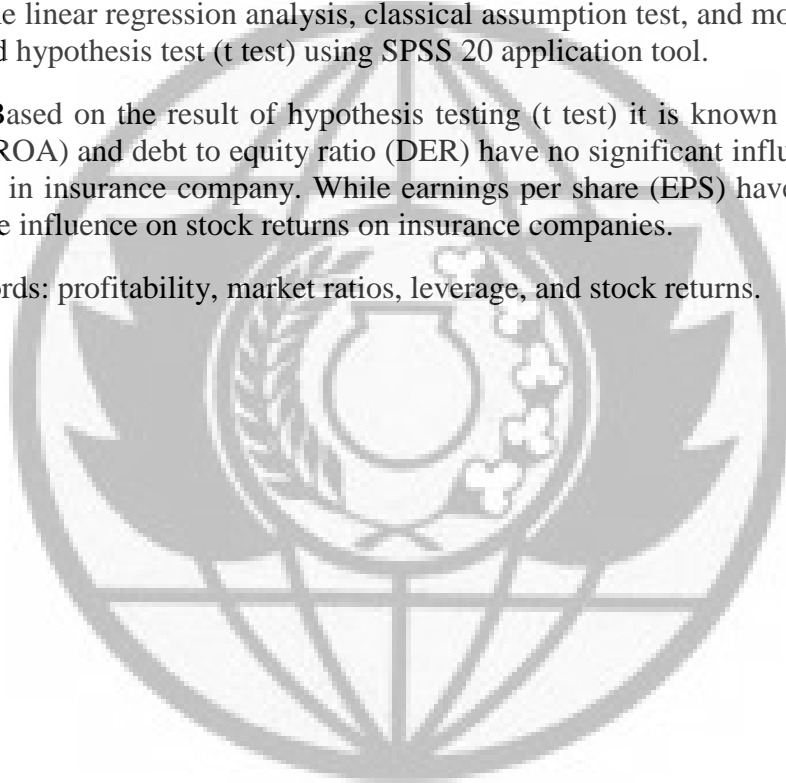 e linear regression analysis, classical assumption test, and mo
d hypothesis test (t test) using SPSS 20 application tool.
Based on the result of hypothesis testing (t test) it is known
ROA) and debt to equity ratio (DER) have no significant influ
in insurance company. While earnings per share (EPS) have
e influence on stock returns on insurance companies.
rds: profitability, market ratios, leverage, and stock returns.